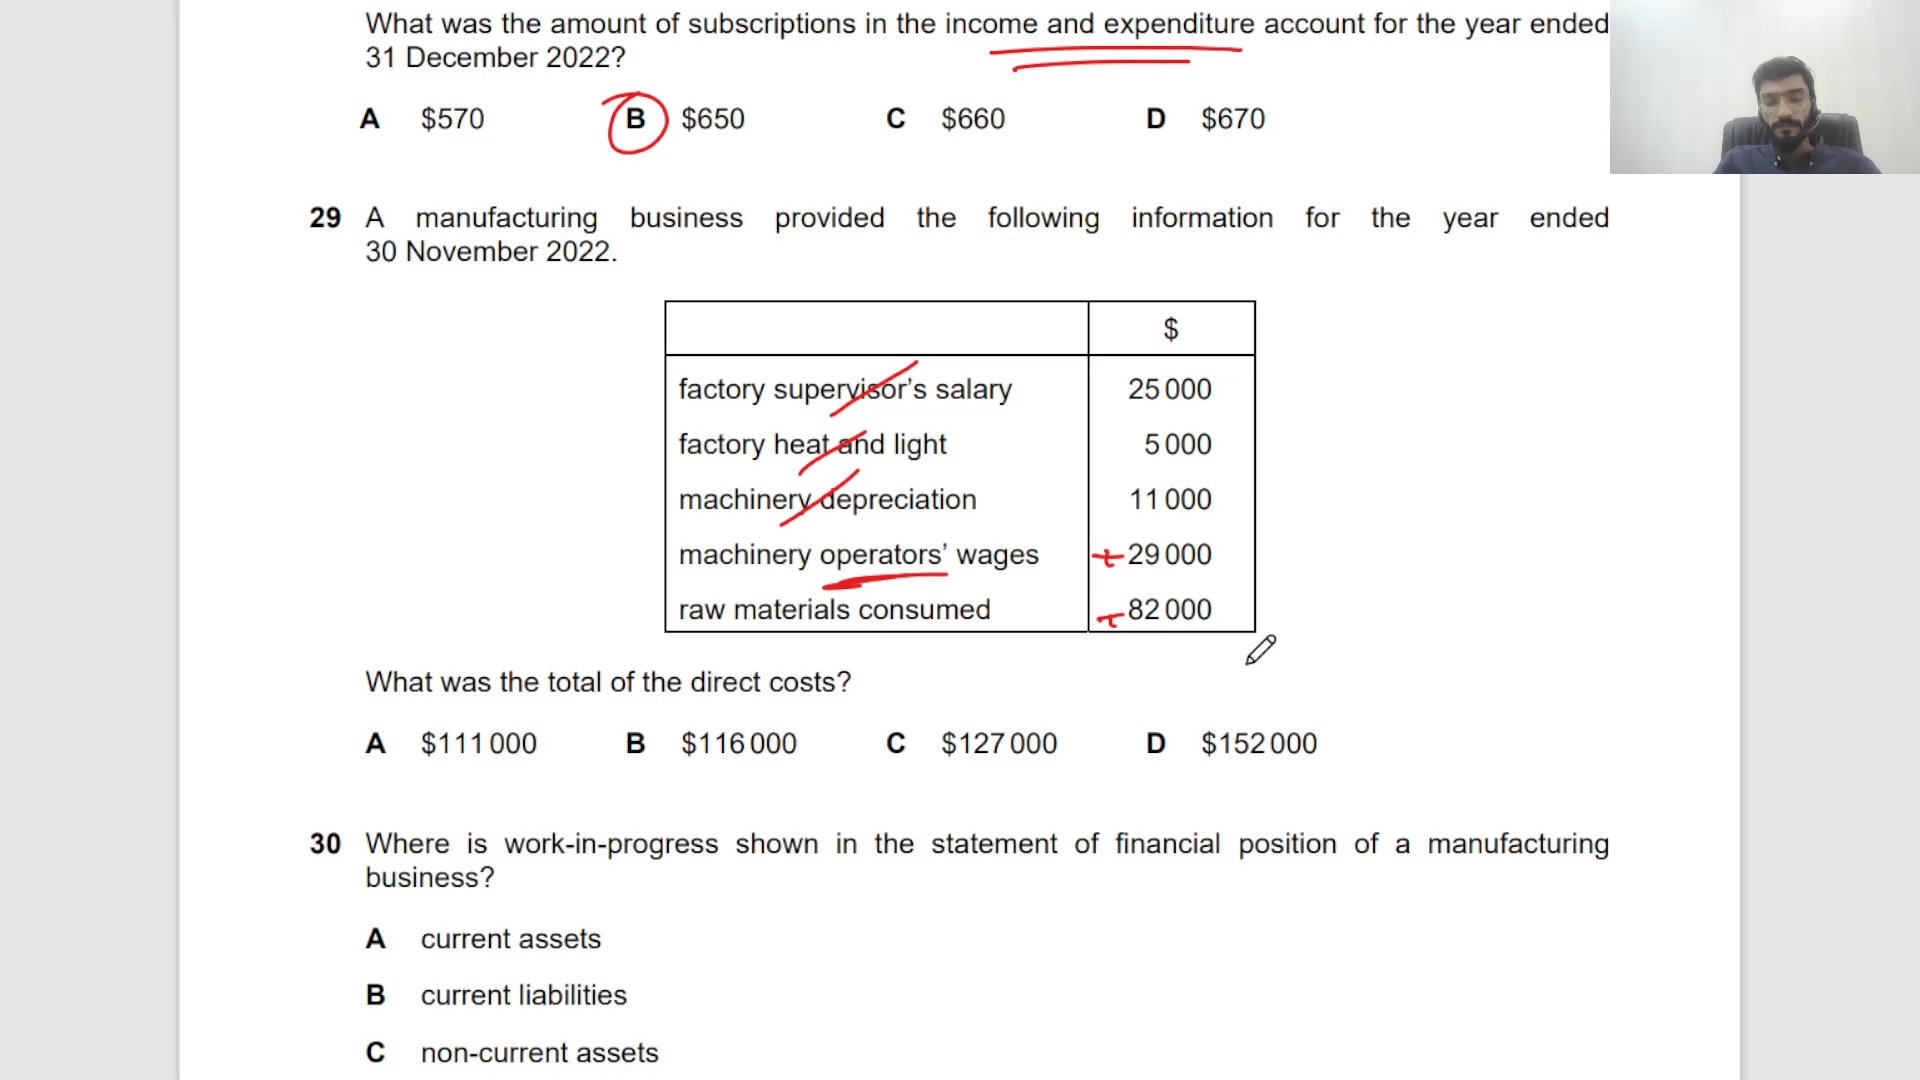 What was the amount of subscriptions in the income and expenditure account for the year ended
31 December 2022?
A $570 B $650 C $660 D $670
29 A manufacturing business provided the following information for the year ended
30 November 2022.
$
factory supervisor's salary 25 000
factory heat and light 5 000
machinery depreciation 11 000
machinery operators' wages + 29 000
raw materials consumed 82 000
What was the total of the direct costs?
A $111 000 B $116 000 C $127 000 D $152 000
30 Where is work-in-progress shown in the statement of financial position of a manufacturing
business?
A current assets
B current liabilities
C non-current assets